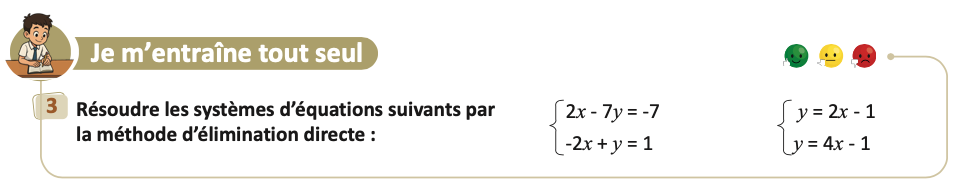 Je m'entraîne tout seul
3 Résoudre les systèmes d'équations suivants par
la méthode d'élimination directe :
2x - 7y = -7
-2x + y = 1
y = 2x - 1
y = 4x - 1